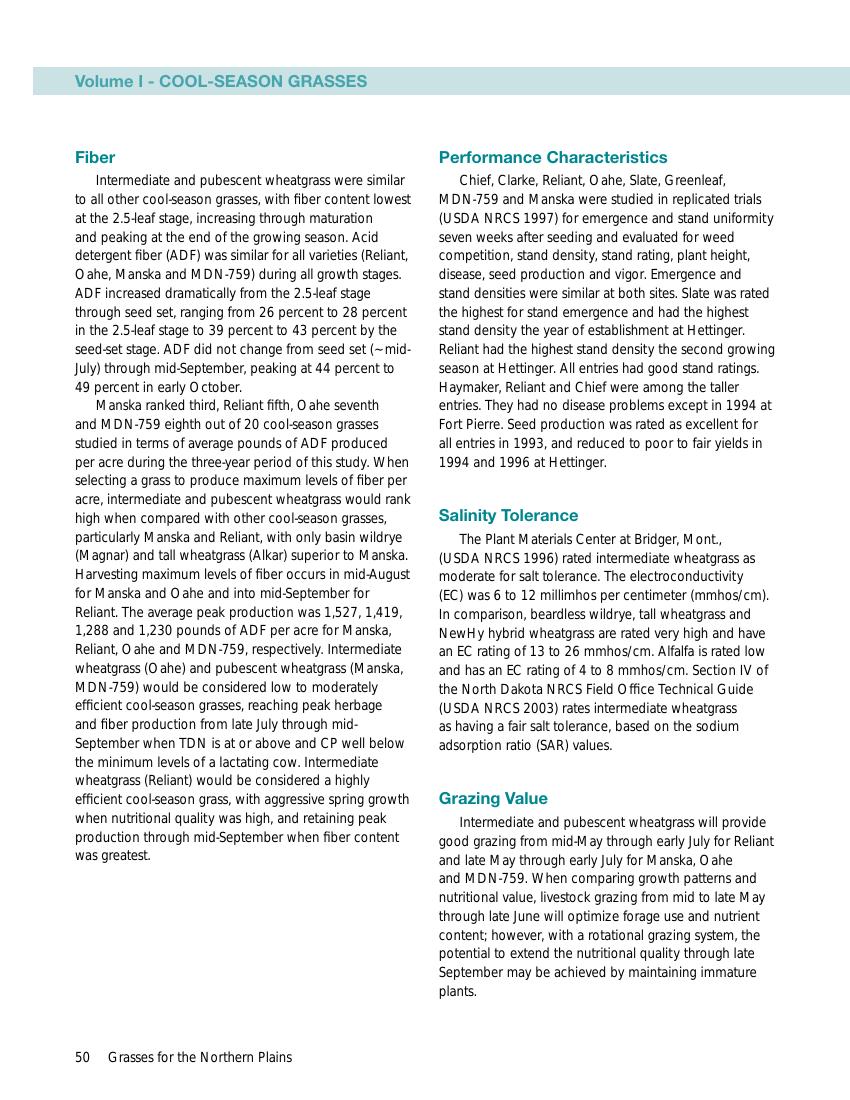 Volume I - COOL-SEASON GRASSES
Fiber
Intermediate and pubescent wheatgrass were similar
to all other cool-season grasses, with fiber content lowest
at the 2.5-leaf stage, increasing through maturation
and peaking at the end of the growing season. Acid
detergent fiber (ADF) was similar for all varieties (Reliant,
Oahe, Manska and MDN-759) during all growth stages.
ADF increased dramatically from the 2.5-leaf stage
through seed set, ranging from 26 percent to 28 percent
in the 2.5-leaf stage to 39 percent to 43 percent by the
seed-set stage. ADF did not change from seed set (~mid-
July) through mid-September, peaking at 44 percent to
49 percent in early October.
Manska ranked third, Reliant fifth, Oahe seventh
and MDN-759 eighth out of 20 cool-season grasses
studied in terms of average pounds of ADF produced
per acre during the three-year period of this study. When
selecting a grass to produce maximum levels of fiber per
acre, intermediate and pubescent wheatgrass would rank
high when compared with other cool-season grasses,
particularly Manska and Reliant, with only basin wildrye
(Magnar) and tall wheatgrass (Alkar) superior to Manska.
Harvesting maximum levels of fiber occurs in mid-August
for Manska and Oahe and into mid-September for
Reliant. The average peak production was 1,527, 1,419,
1,288 and 1,230 pounds of ADF per acre for Manska,
Reliant, Oahe and MDN-759, respectively. Intermediate
wheatgrass (Oahe) and pubescent wheatgrass (Manska,
MDN-759) would be considered low to moderately
efficient cool-season grasses, reaching peak herbage
and fiber production from late July through mid-
September when TDN is at or above and CP well below
the minimum levels of a lactating cow. Intermediate
wheatgrass (Reliant) would be considered a highly
efficient cool-season grass, with aggressive spring growth
when nutritional quality was high, and retaining peak
production through mid-September when fiber content
was greatest.
Performance Characteristics
Chief, Clarke, Reliant, Oahe, Slate, Greenleaf,
MDN-759 and Manska were studied in replicated trials
(USDA NRCS 1997) for emergence and stand uniformity
seven weeks after seeding and evaluated for weed
competition, stand density, stand rating, plant height,
disease, seed production and vigor. Emergence and
stand densities were similar at both sites. Slate was rated
the highest for stand emergence and had the highest
stand density the year of establishment at Hettinger.
Reliant had the highest stand density the second growing
season at Hettinger. All entries had good stand ratings.
Haymaker, Reliant and Chief were among the taller
entries. They had no disease problems except in 1994 at
Fort Pierre. Seed production was rated as excellent for
all entries in 1993, and reduced to poor to fair yields in
1994 and 1996 at Hettinger.
Salinity Tolerance
The Plant Materials Center at Bridger, Mont.,
(USDA NRCS 1996) rated intermediate wheatgrass as
moderate for salt tolerance. The electroconductivity
(EC) was 6 to 12 millimhos per centimeter (mmhos/cm).
In comparison, beardless wildrye, tall wheatgrass and
NewHy hybrid wheatgrass are rated very high and have
an EC rating of 13 to 26 mmhos/cm. Alfalfa is rated low
and has an EC rating of 4 to 8 mmhos/cm. Section IV of
the North Dakota NRCS Field Office Technical Guide
(USDA NRCS 2003) rates intermediate wheatgrass
as having a fair salt tolerance, based on the sodium
adsorption ratio (SAR) values.
Grazing Value
Intermediate and pubescent wheatgrass will provide
good grazing from mid-May through early July for Reliant
and late May through early July for Manska, Oahe
and MDN-759. When comparing growth patterns and
nutritional value, livestock grazing from mid to late May
through late June will optimize forage use and nutrient
content; however, with a rotational grazing system, the
potential to extend the nutritional quality through late
September may be achieved by maintaining immature
plants.
50 Grasses for the Northern Plains